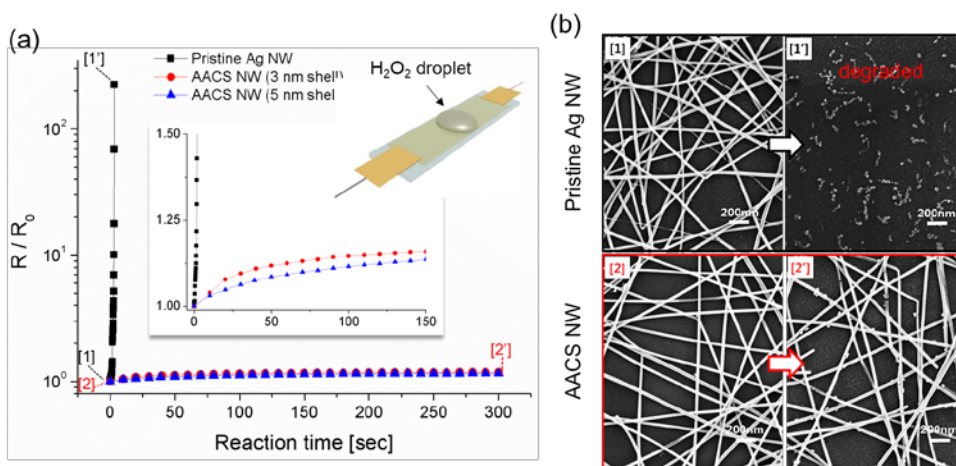 (a)
[1']
Pristine Ag NW
AACS NW (3 nm shell)
AACS NW (5 nm shell
H₂O₂ droplet
R / R₀
10²
10¹
10⁰
1.50
1.25
1.00
0
50
100
150
[1]
[2]
[2']
0
50
100
150
200
250
300
Reaction time [sec]
(b)
Pristine Ag NW
[1]
200nm
[1']
degraded
200nm
AACS NW
[2]
200nm
[2']
200nm